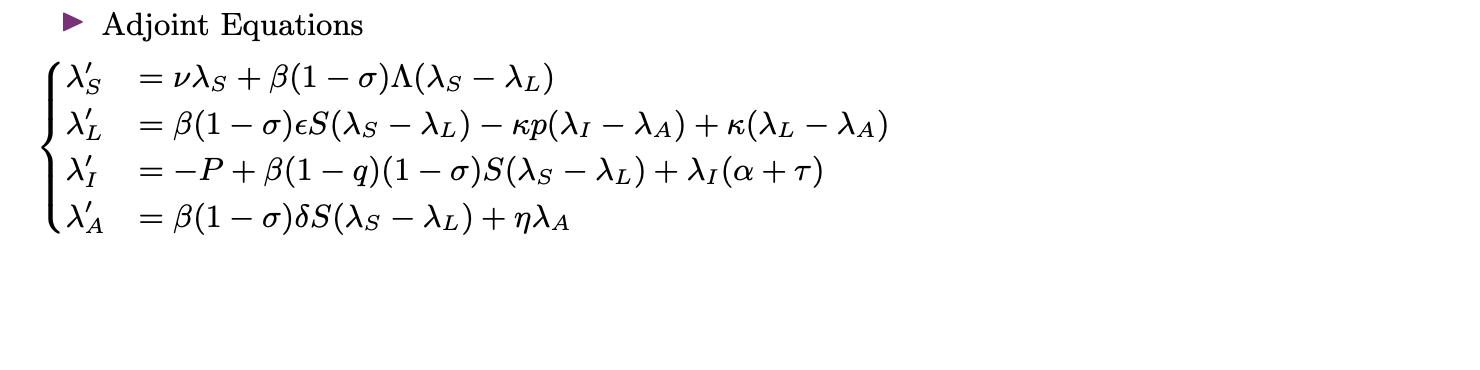 ▶ Adjoint Equations
λ′_S = νλ_S + β(1 − σ)Λ(λ_S − λ_L)
λ′_L = β(1 − σ)ϵS(λ_S − λ_L) − κp(λ_I − λ_A) + κ(λ_L − λ_A)
λ′_I = −P + β(1 − q)(1 − σ)S(λ_S − λ_L) + λ_I(α + τ)
λ′_A = β(1 − σ)δS(λ_S − λ_L) + ηλ_A